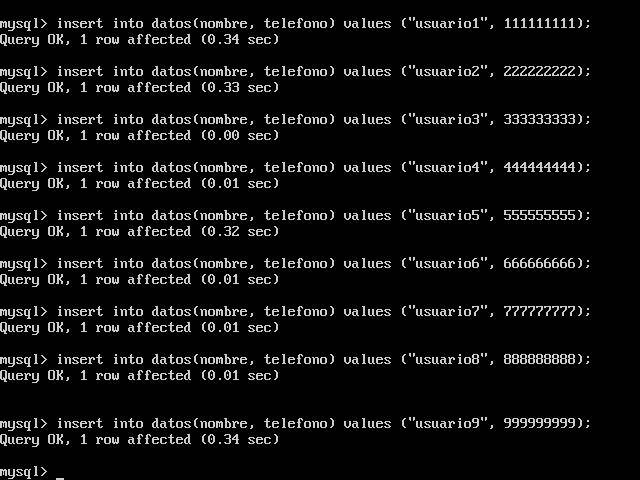 mysql> insert into datos(nombre, telefono) values ("usuario1", 111111111);
Query OK, 1 row affected (0.34 sec)
mysql> insert into datos(nombre, telefono) values ("usuario2", 222222222);
Query OK, 1 row affected (0.33 sec)
mysql> insert into datos(nombre, telefono) values ("usuario3", 333333333);
Query OK, 1 row affected (0.00 sec)
mysql> insert into datos(nombre, telefono) values ("usuario4", 444444444);
Query OK, 1 row affected (0.01 sec)
mysql> insert into datos(nombre, telefono) values ("usuario5", 555555555);
Query OK, 1 row affected (0.32 sec)
mysql> insert into datos(nombre, telefono) values ("usuario6", 666666666);
Query OK, 1 row affected (0.01 sec)
mysql> insert into datos(nombre, telefono) values ("usuario7", 777777777);
Query OK, 1 row affected (0.01 sec)
mysql> insert into datos(nombre, telefono) values ("usuario8", 888888888);
Query OK, 1 row affected (0.01 sec)
mysql> insert into datos(nombre, telefono) values ("usuario9", 999999999);
Query OK, 1 row affected (0.34 sec)
mysql> _